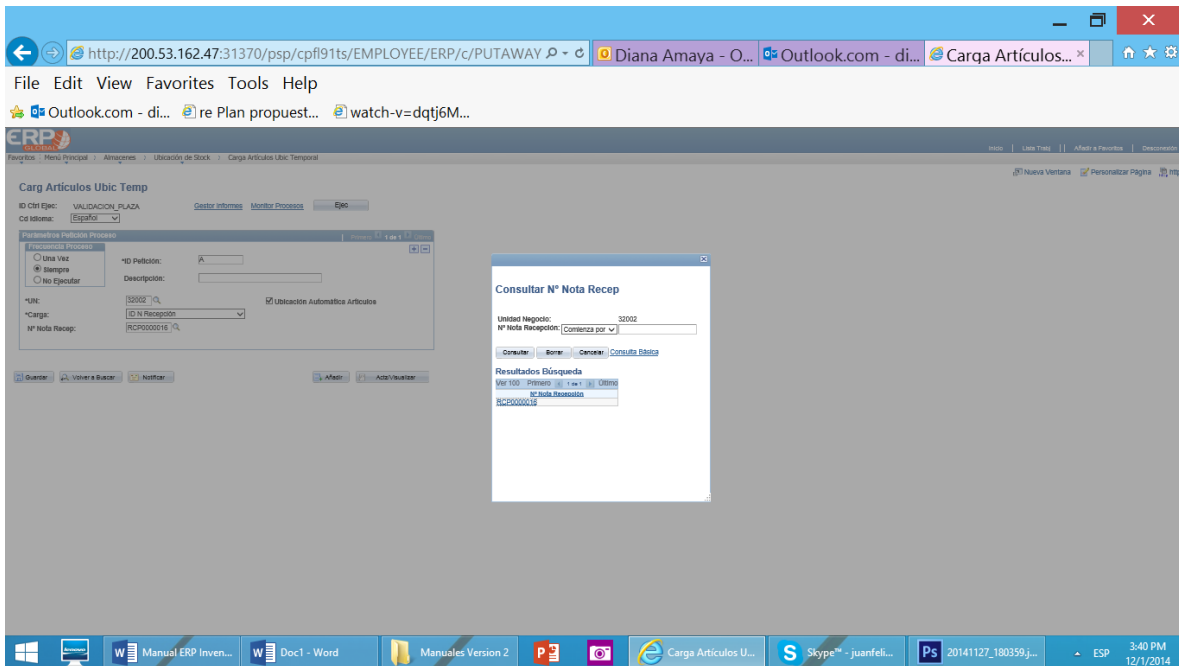 http://200.53.162.47:31370/psp/cpfl91ts/EMPLOYEE/ERP/c/PUTAWAY
Diana Amaya - O...
Outlook.com - di...
Carga Artículos...
File Edit View Favorites Tools Help
Outlook.com - di... re Plan propuest... watch-v=dqtj6M...
ERP
GLOBAL
Inicio | Lista Trabj || Añadir a Favoritos | Desconexión
Favoritos Menú Principal > Almacenes > Ubicación de Stock > Carga Artículos Ubic Temporal
Nueva Ventana Personalizar Página http
Carg Artículos Ubic Temp
ID Ctrl Ejec: VALIDACION_PLAZA Gestor Informes Monitor Procesos Ejec
Cd Idioma: Español
Parámetros Petición Proceso Primero 1 de 1 Último
Frecuencia Proceso
Una Vez
Siempre
No Ejecutar
*ID Petición: A
Descripción:
*UN: 32002 Ubicación Automática Artículos
*Carga: ID N Recepción
Nº Nota Recep: RCP0000016
Guardar Volver a Buscar Notificar Añadir Actz/Visualizar
Consultar Nº Nota Recep
Unidad Negocio: 32002
Nº Nota Recepción: Comienza por
Consultar Borrar Cancelar Consulta Básica
Resultados Búsqueda
Ver 100 Primero 1 de 1 Último
Nº Nota Recepción
RCP0000016
Manual ERP Inven...
Doc1 - Word
Manuales Version 2
Carga Artículos U...
Skype™ - juanfeli...
Ps 20141127_180359.j...
ESP
3:40 PM
12/1/2014